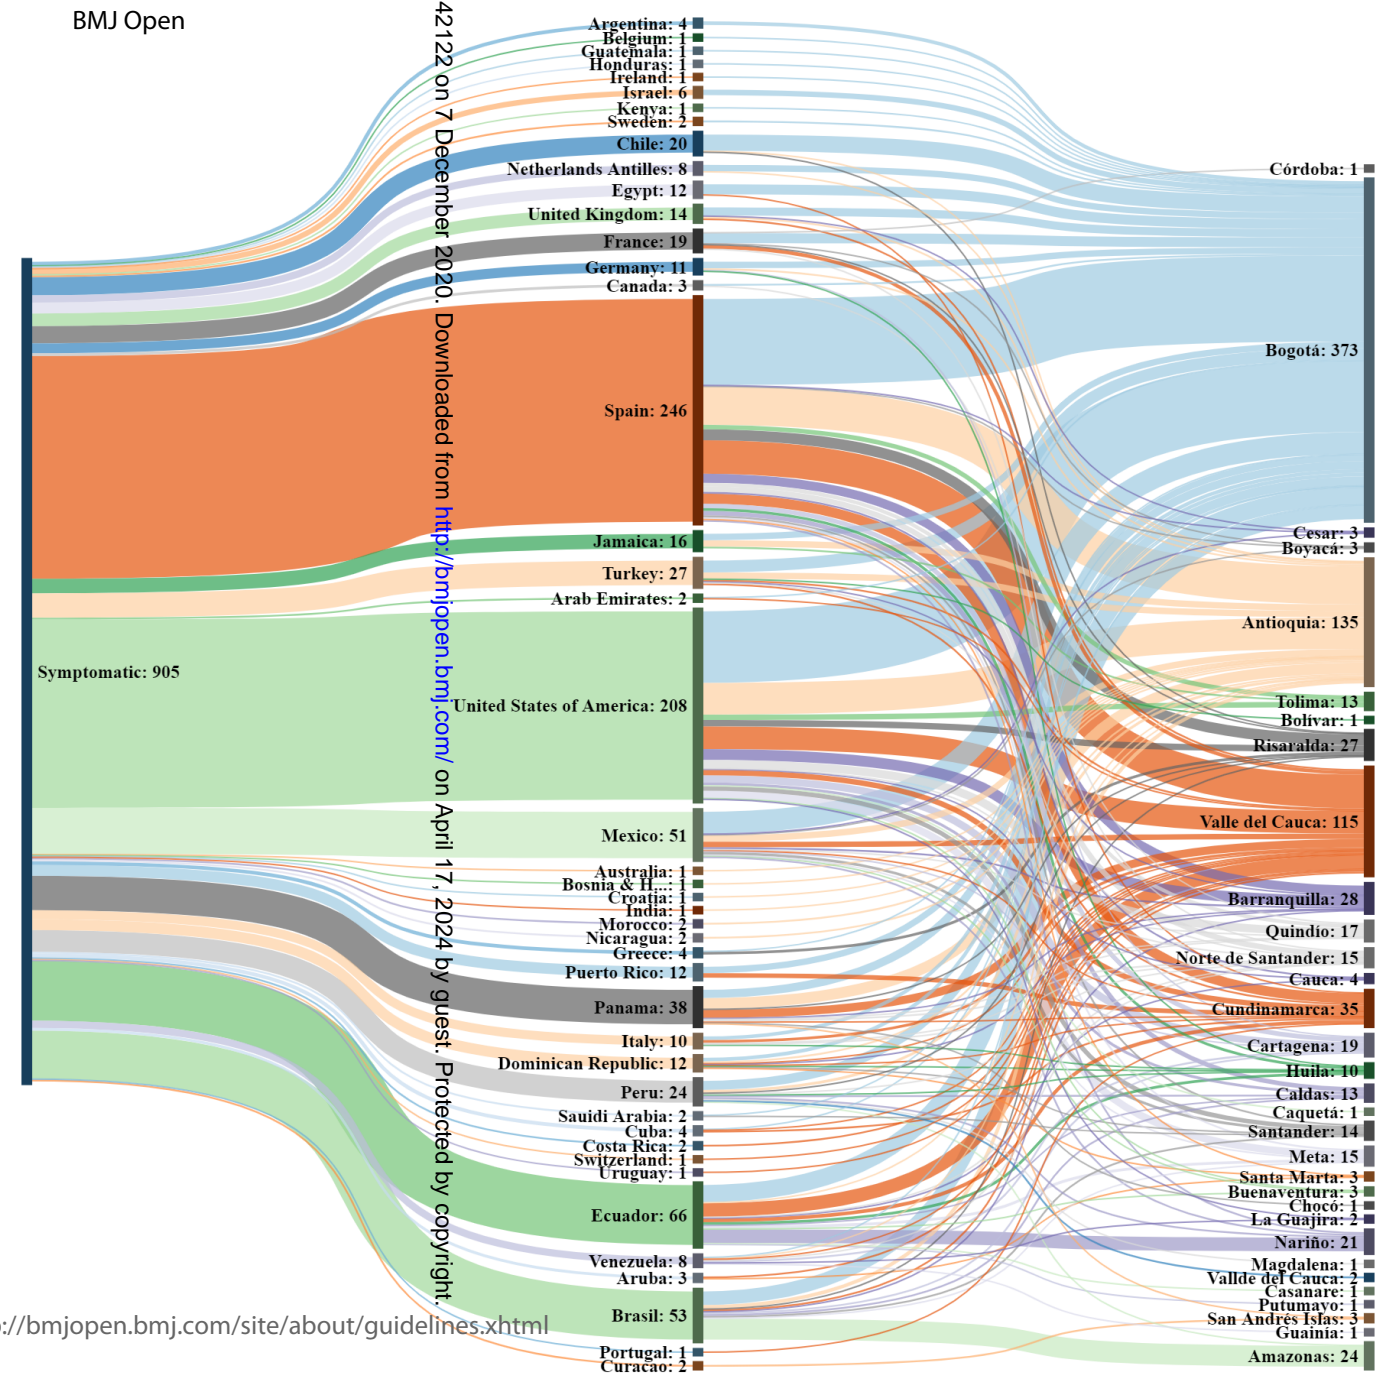 BMJ Open
42122 on 7 December 2020. Downloaded from http://bmjopen.bmj.com/ on April 17, 2024 by guest. Protected by copyright.
Symptomatic: 905
Argentina: 4
Belgium: 1
Guatemala: 1
Honduras: 1
Ireland: 1
Israel: 6
Kenya: 1
Sweden: 2
Chile: 20
Netherlands Antilles: 8
Egypt: 12
United Kingdom: 14
France: 19
Germany: 11
Canada: 3
Spain: 246
Jamaica: 16
Turkey: 27
Arab Emirates: 2
United States of America: 208
Mexico: 51
Australia: 1
Bosnia & H...: 1
Croatia: 1
India: 1
Morocco: 2
Nicaragua: 2
Greece: 4
Puerto Rico: 12
Panama: 38
Italy: 10
Dominican Republic: 12
Peru: 24
Sauidi Arabia: 2
Cuba: 4
Costa Rica: 2
Switzerland: 1
Uruguay: 1
Ecuador: 66
Venezuela: 8
Aruba: 3
Brasil: 53
Portugal: 1
Curacao: 2
Córdoba: 1
Bogotá: 373
Cesar: 3
Boyacá: 3
Antioquia: 135
Tolima: 13
Bolívar: 1
Risaralda: 27
Valle del Cauca: 115
Barranquilla: 28
Quindío: 17
Norte de Santander: 15
Cauca: 4
Cundinamarca: 35
Cartagena: 19
Huila: 10
Caldas: 13
Caquetá: 1
Santander: 14
Meta: 15
Santa Marta: 3
Buenaventura: 3
Chocó: 1
La Guajira: 2
Nariño: 21
Magdalena: 1
Vallde del Cauca: 2
Casanare: 1
Putumayo: 1
San Andrés Islas: 3
Guainía: 1
Amazonas: 24
://bmjopen.bmj.com/site/about/guidelines.xhtml